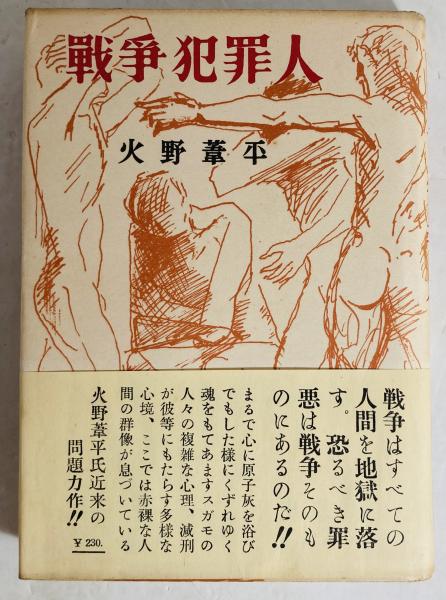 戰爭犯罪人
火野葦平
戦争はすべての
人間を地獄に落
す。恐るべき罪
悪は戦争そのも
のにあるのだ!!
まるで心に原子灰を浴び
でもした様にくずれゆく
魂をもてあますスガモの
人々の複雑な心理、減刑
が彼等にもたらす多様な
心境、ここでは赤裸な人
間の群像が息づいている
火野葦平氏近来の
問題力作!!
¥230.